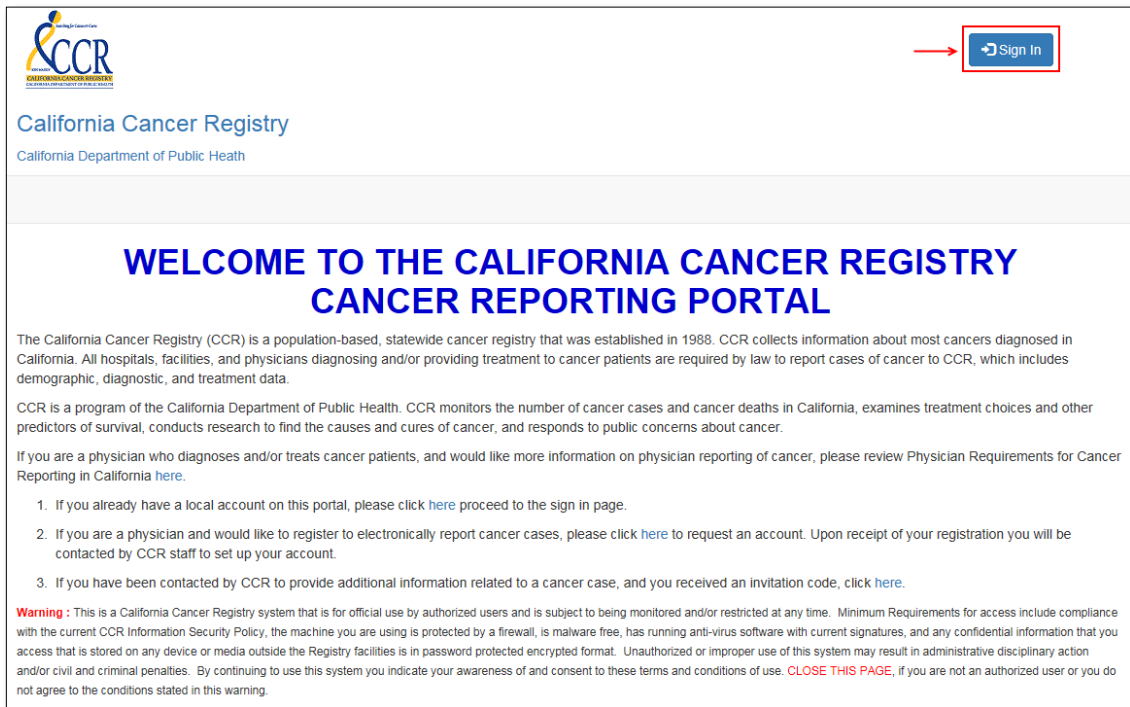 Searching for Causes & Cures
CCR
JOIN MARCH
CALIFORNIA CANCER REGISTRY
CALIFORNIA DEPARTMENT OF PUBLIC HEALTH
Sign In
California Cancer Registry
California Department of Public Heath
WELCOME TO THE CALIFORNIA CANCER REGISTRY
CANCER REPORTING PORTAL
The California Cancer Registry (CCR) is a population-based, statewide cancer registry that was established in 1988. CCR collects information about most cancers diagnosed in
California. All hospitals, facilities, and physicians diagnosing and/or providing treatment to cancer patients are required by law to report cases of cancer to CCR, which includes
demographic, diagnostic, and treatment data.
CCR is a program of the California Department of Public Health. CCR monitors the number of cancer cases and cancer deaths in California, examines treatment choices and other
predictors of survival, conducts research to find the causes and cures of cancer, and responds to public concerns about cancer.
If you are a physician who diagnoses and/or treats cancer patients, and would like more information on physician reporting of cancer, please review Physician Requirements for Cancer
Reporting in California here.
1. If you already have a local account on this portal, please click here proceed to the sign in page.
2. If you are a physician and would like to register to electronically report cancer cases, please click here to request an account. Upon receipt of your registration you will be
contacted by CCR staff to set up your account.
3. If you have been contacted by CCR to provide additional information related to a cancer case, and you received an invitation code, click here.
Warning : This is a California Cancer Registry system that is for official use by authorized users and is subject to being monitored and/or restricted at any time. Minimum Requirements for access include compliance
with the current CCR Information Security Policy, the machine you are using is protected by a firewall, is malware free, has running anti-virus software with current signatures, and any confidential information that you
access that is stored on any device or media outside the Registry facilities is in password protected encrypted format. Unauthorized or improper use of this system may result in administrative disciplinary action
and/or civil and criminal penalties. By continuing to use this system you indicate your awareness of and consent to these terms and conditions of use. CLOSE THIS PAGE, if you are not an authorized user or you do
not agree to the conditions stated in this warning.